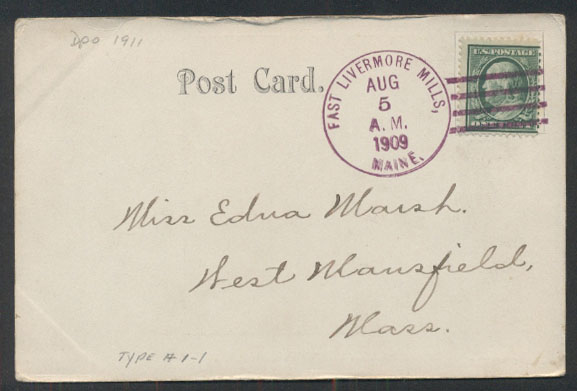 Dpo 1911
Post Card.
EAST LIVERMORE MILLS,
AUG
5
A.M.
1909
MAINE.
U.S. POSTAGE
Miss Edna Marsh.
West Mansfield,
Mass.
TYPE A 1-1